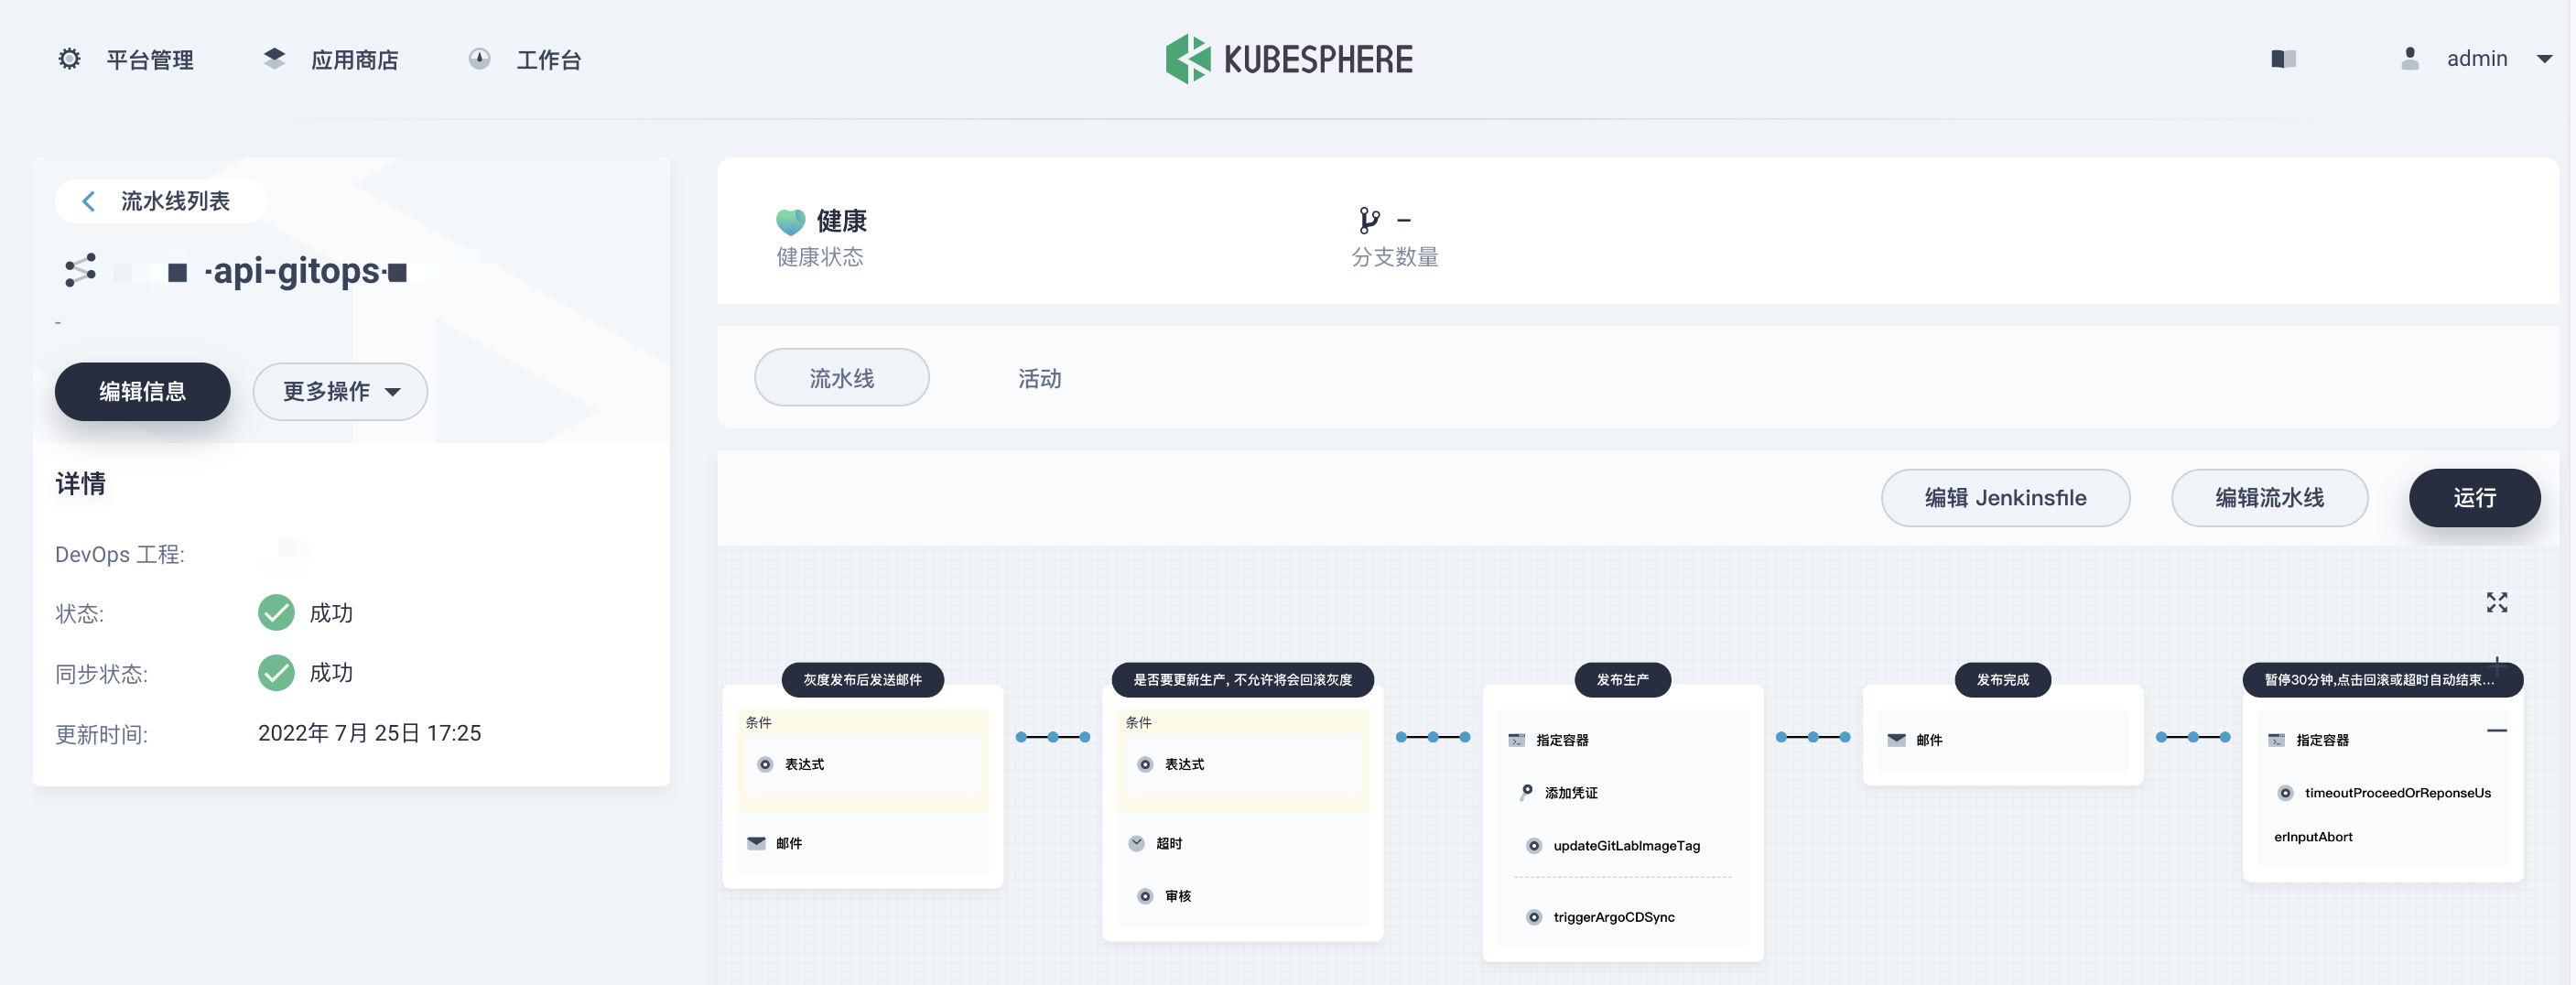 平台管理
应用商店
工作台
KUBESPHERE
admin
流水线列表
-api-gitops-
-
编辑信息
更多操作
详情
DevOps 工程:
状态:
成功
同步状态:
成功
更新时间:
2022年 7月 25日 17:25
健康
健康状态
–
分支数量
流水线
活动
编辑 Jenkinsfile
编辑流水线
运行
灰度发布后发送邮件
条件
表达式
邮件
是否要更新生产, 不允许将会回滚灰度
条件
表达式
超时
审核
发布生产
指定容器
添加凭证
updateGitLabImageTag
triggerArgoCDSync
发布完成
邮件
暂停30分钟,点击回滚或超时自动结束...
指定容器
timeoutProceedOrReponseUs
erInputAbort